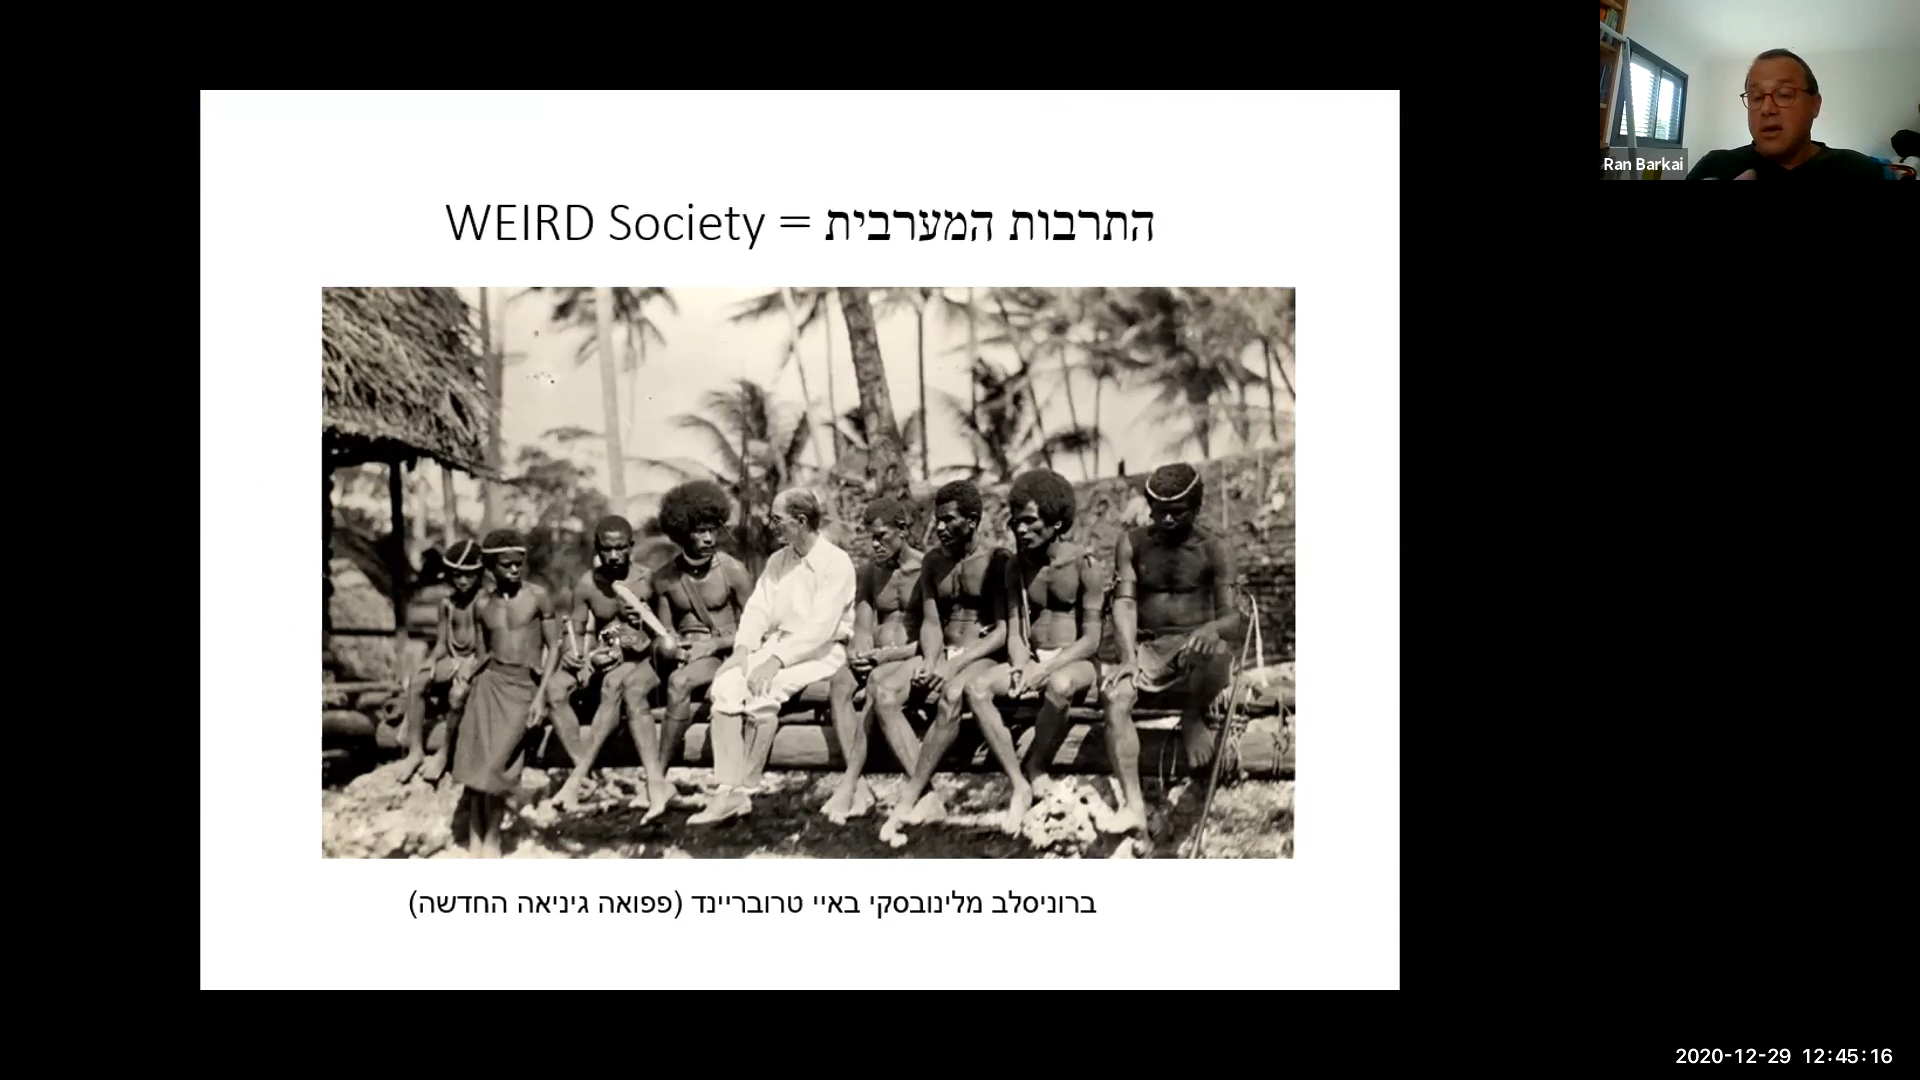 Ran Barkai
WEIRD Society = התרבות המערבית
ברוניסלב מלינובסקי באיי טרובריינד (פפואה גיניאה החדשה)
2020-12-29 12:45:16